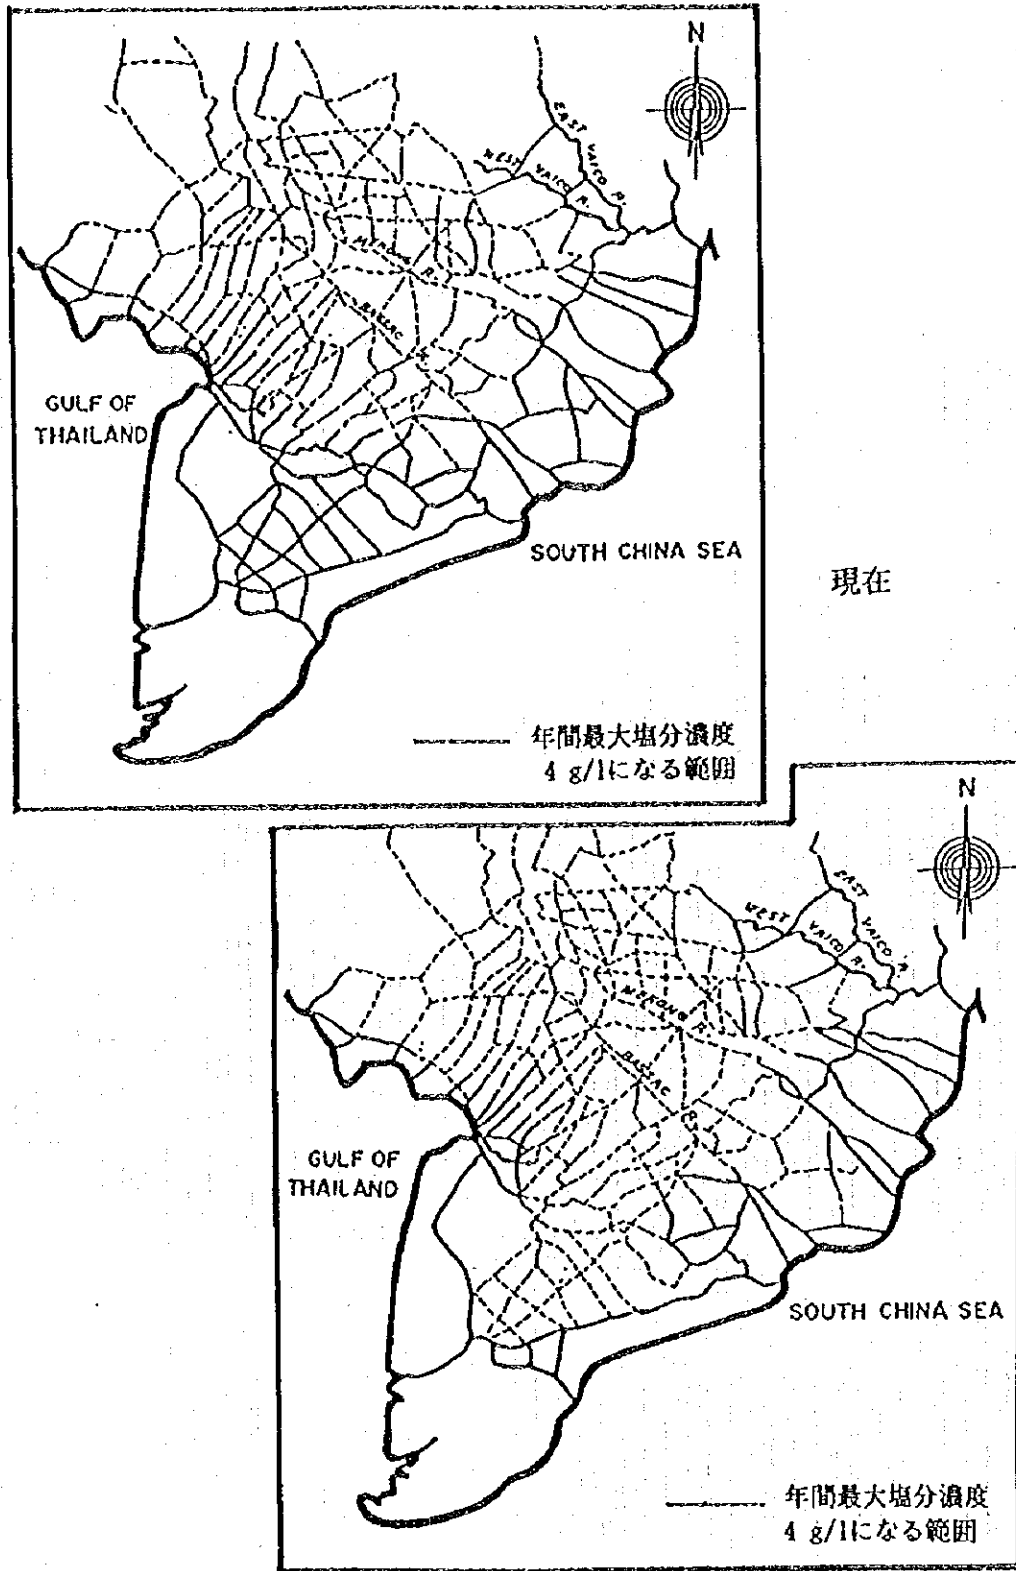 N
EAST VAICO R.
WEST VAICO R.
MEKONG R.
BASSAC R.
GULF OF
THAILAND
SOUTH CHINA SEA
現在
年間最大塩分濃度
4 g/lになる範囲
N
EAST VAICO R.
WEST VAICO R.
MEKONG R.
BASSAC R.
GULF OF
THAILAND
SOUTH CHINA SEA
年間最大塩分濃度
4 g/lになる範囲